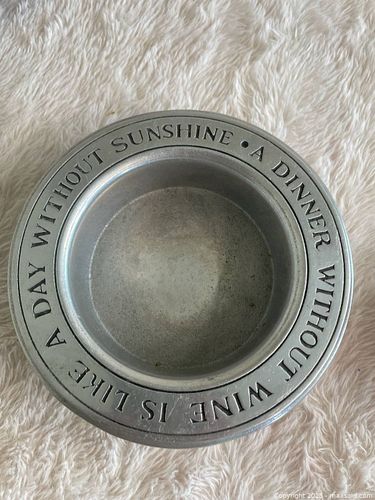 A DINNER WITHOUT WINE IS LIKE A DAY WITHOUT SUNSHINE •
Copyright 2023 - maxsold.com